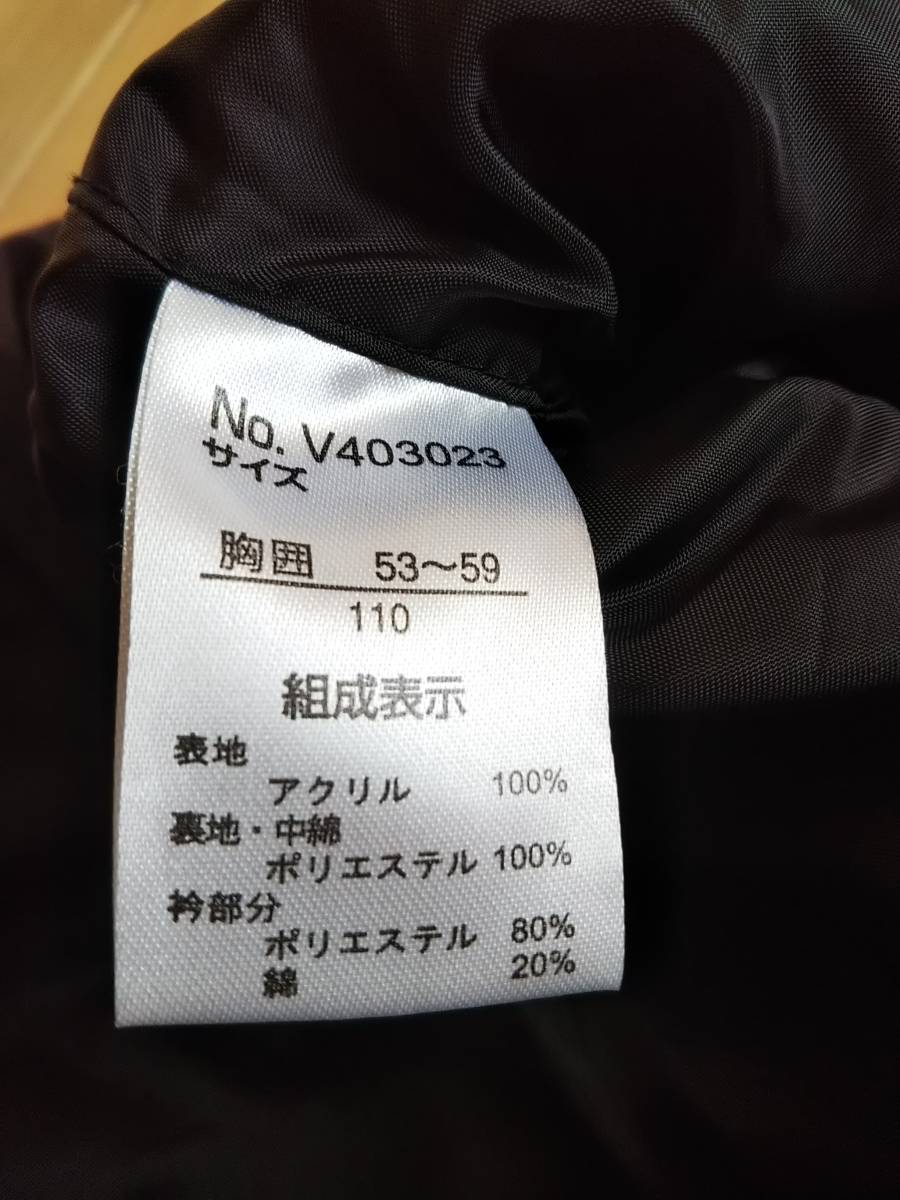 No. V403023
サイズ
胸囲 53〜59
110
組成表示
表地
アクリル 100%
裏地・中綿
ポリエステル 100%
衿部分
ポリエステル 80%
綿 20%